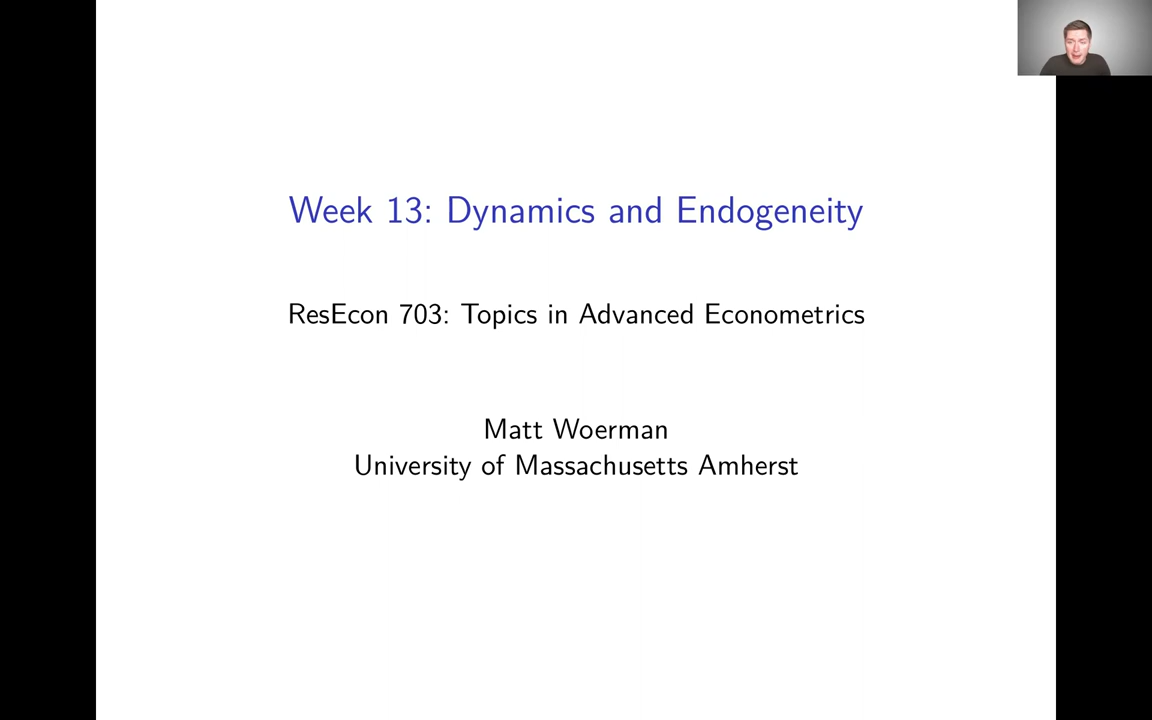 Week 13: Dynamics and Endogeneity
ResEcon 703: Topics in Advanced Econometrics
Matt Woerman
University of Massachusetts Amherst